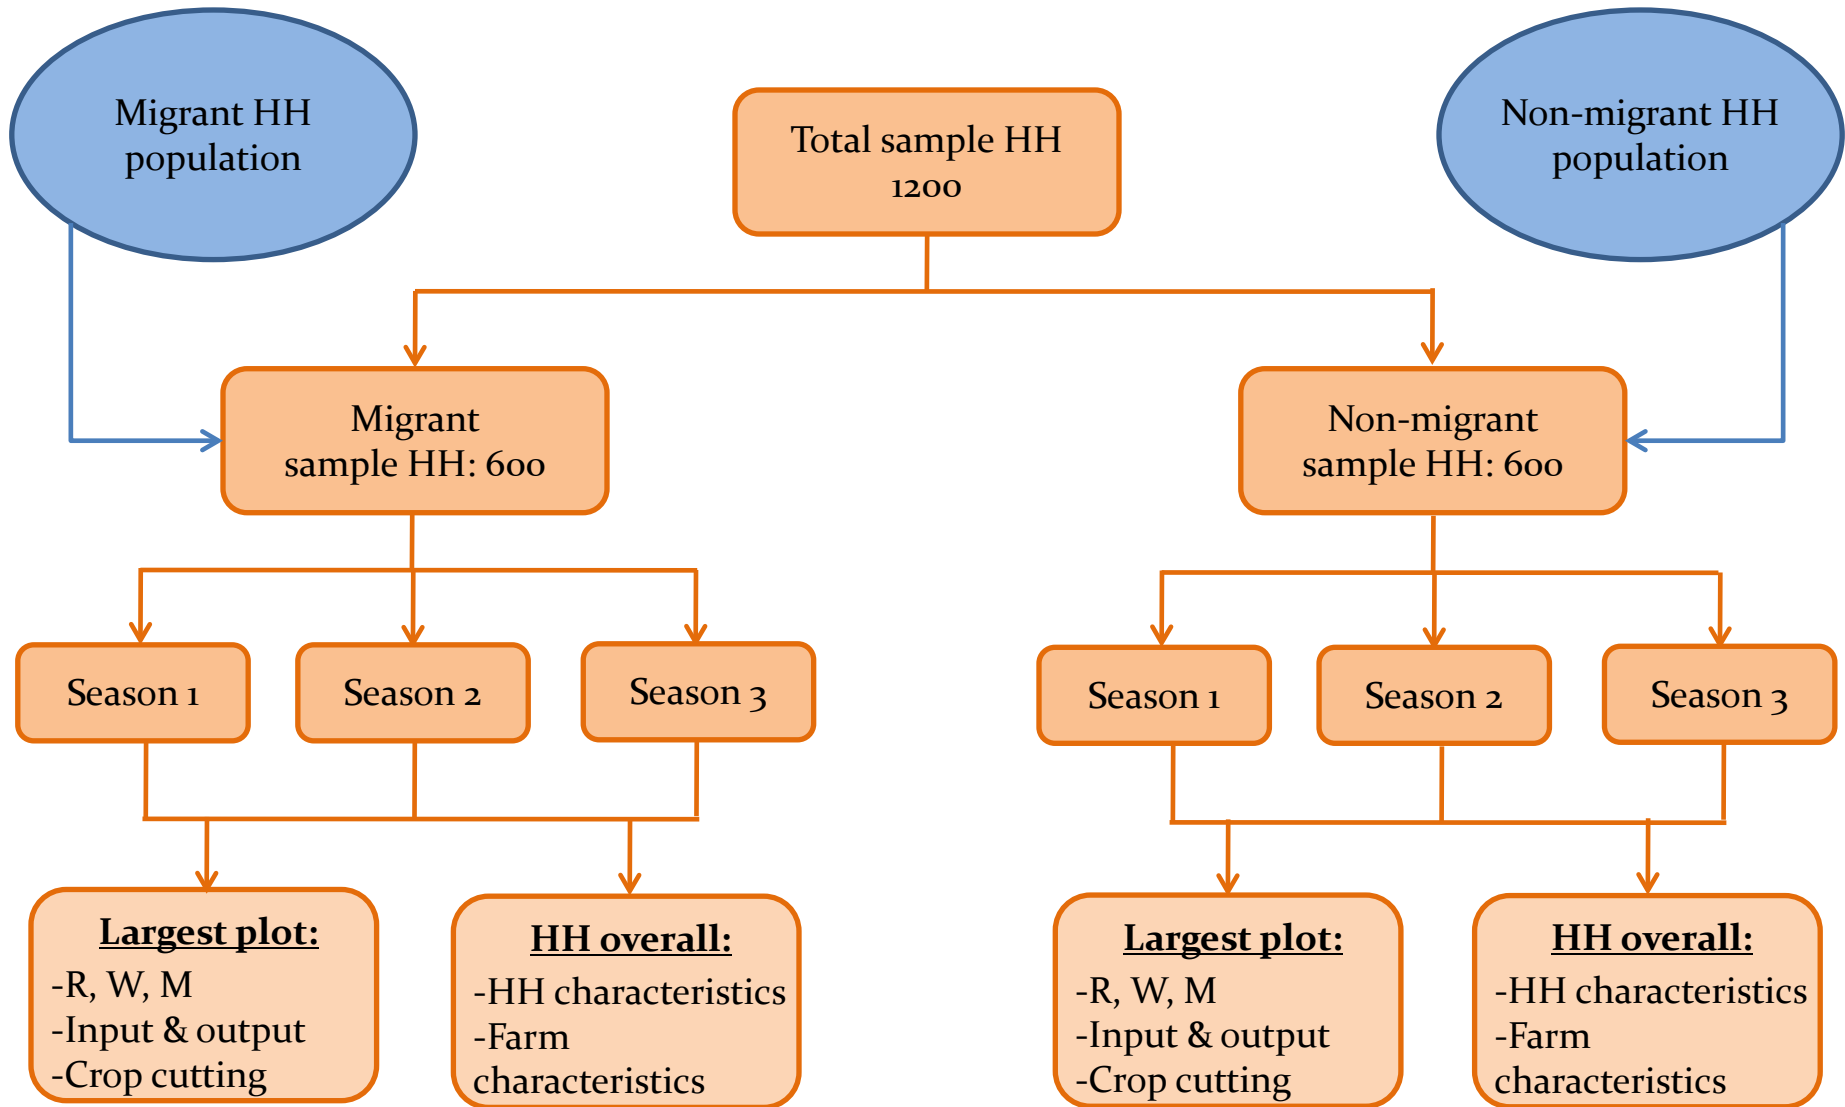 Migrant HH
population
Total sample HH
1200
Non-migrant HH
population
Migrant
sample HH: 600
Non-migrant
sample HH: 600
Season 1
Season 2
Season 3
Season 1
Season 2
Season 3
Largest plot:
-R, W, M
-Input & output
-Crop cutting
HH overall:
-HH characteristics
-Farm
characteristics
Largest plot:
-R, W, M
-Input & output
-Crop cutting
HH overall:
-HH characteristics
-Farm
characteristics